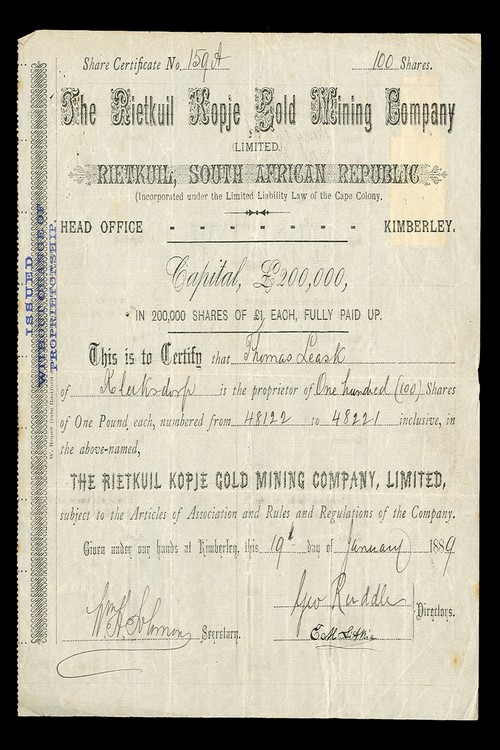 Share Certificate No. 159A 100 Shares.
The Rietkuil Kopje Gold Mining Company
(LIMITED.)
RIETKUIL, SOUTH AFRICAN REPUBLIC
(Incorporated under the Limited Liability Law of the Cape Colony.
HEAD OFFICE - - - - - - - KIMBERLEY.
Capital, £200,000,
IN 200,000 SHARES OF £1 EACH, FULLY PAID UP.
This is to Certify that Thomas Leask
of Klerksdorp is the proprietor of One hundred (100) Shares
of One Pound each, numbered from 48122 to 48221 inclusive, in
the above-named,
THE RIETKUIL KOPJE GOLD MINING COMPANY, LIMITED,
subject to the Articles of Association and Rules and Regulations of the Company.
Given under our hands at Kimberley, this 19th day of January 1889
Wm H. Solomon Secretary.
Geo Ruddle
Directors.
ISSUED
WITHOUT CHANGE OF
PROPRIETORSHIP.